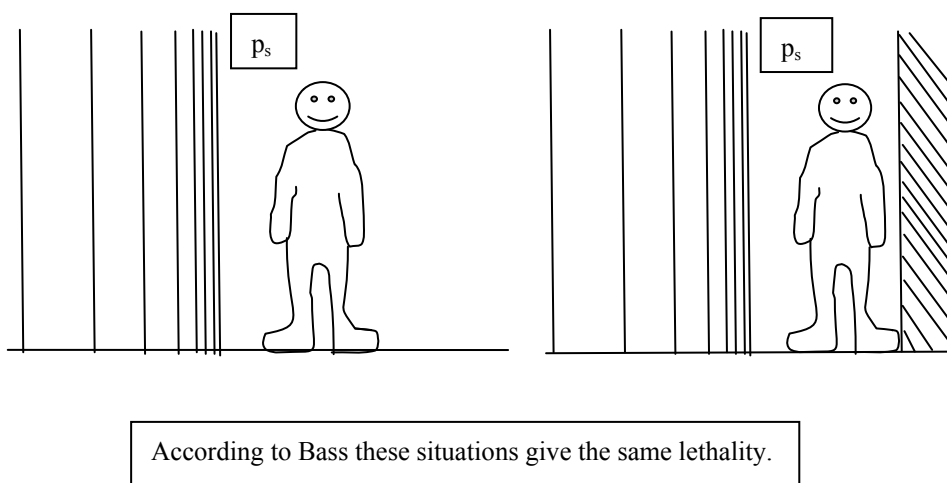 pₛ
pₛ
According to Bass these situations give the same lethality.